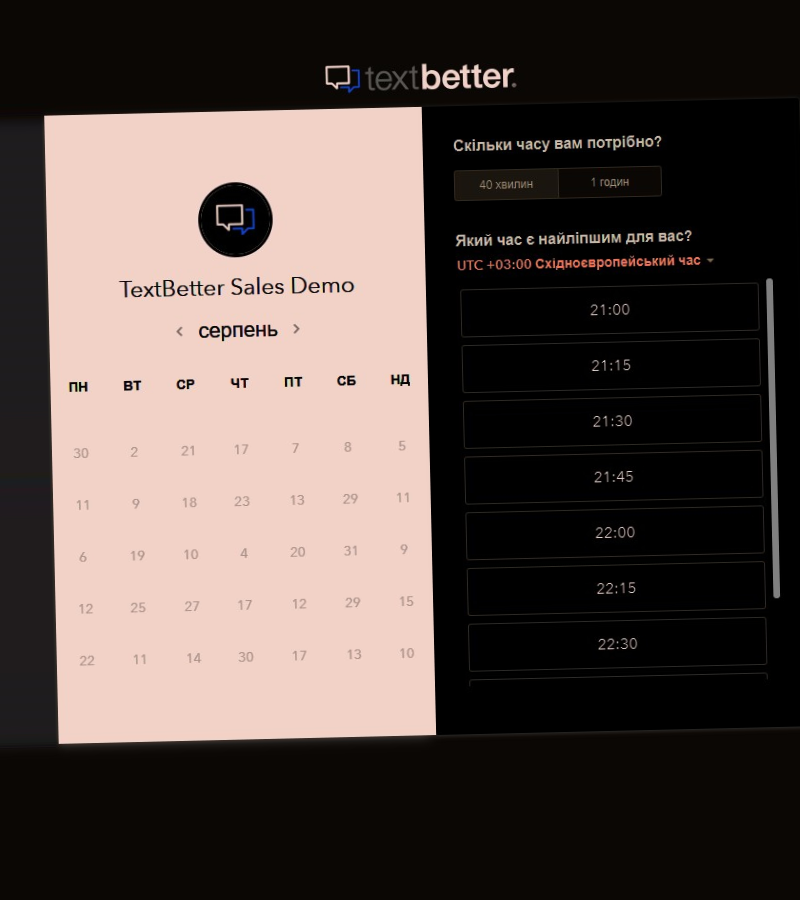 textbetter.
TextBetter Sales Demo
серпень
ПН ВТ СР ЧТ ПТ СБ НД
30 2 21 17 7 8 5
11 9 18 23 13 29 11
6 19 10 4 20 31 9
12 25 27 17 12 29 15
22 11 14 30 17 13 10
Скільки часу вам потрібно?
40 хвилин 1 годин
Який час є найліпшим для вас?
UTC +03:00 Східноєвропейський час
21:00
21:15
21:30
21:45
22:00
22:15
22:30